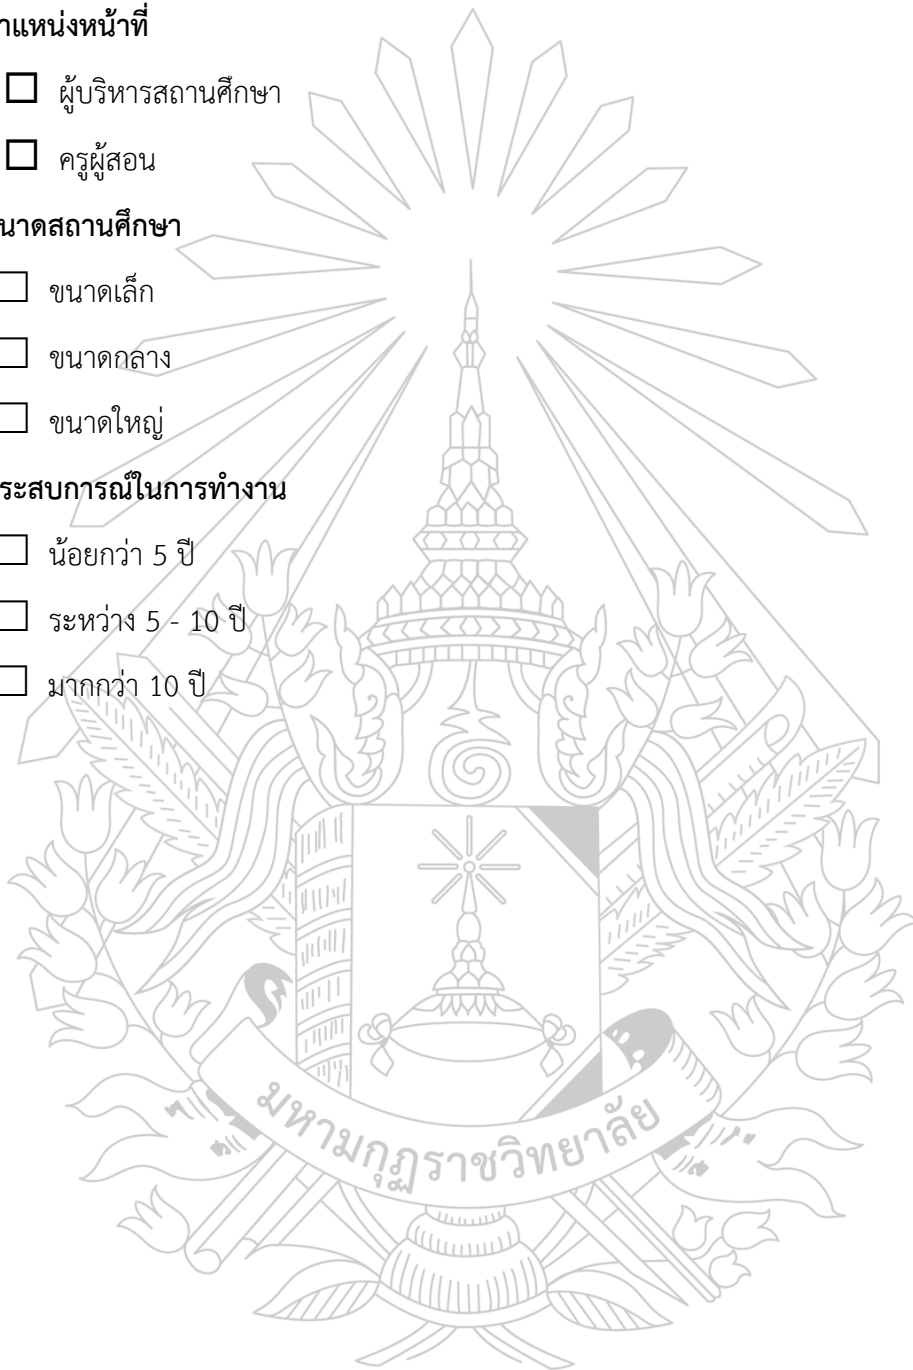 าแหน่งหน้าที่
☐ ผู้บริหารสถานศึกษา
☐ ครูผู้สอน
นาดสถานศึกษา
☐ ขนาดเล็ก
☐ ขนาดกลาง
☐ ขนาดใหญ่
ระสบการณ์ในการทำงาน
☐ น้อยกว่า 5 ปี
☐ ระหว่าง 5 - 10 ปี
☐ มากกว่า 10 ปี
มหามกุฏราชวิทยาลัย